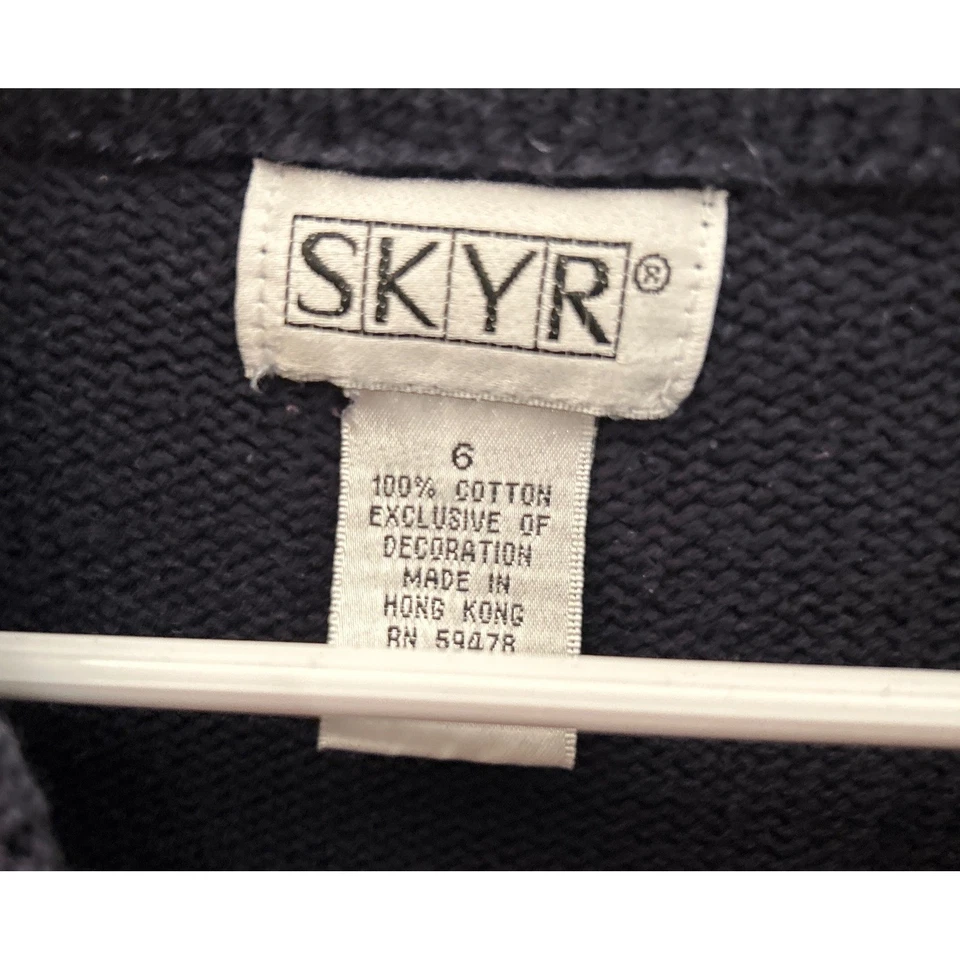 SKYR®
6
100% COTTON
EXCLUSIVE OF
DECORATION
MADE IN
HONG KONG
RN 59478